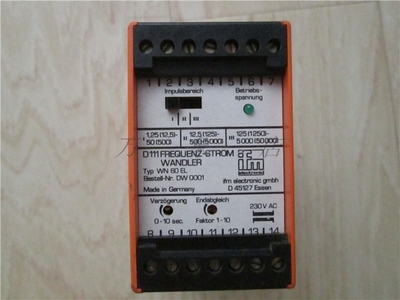 1 2 3 4 5 6 7
Impulsbereich
Betriebs-
spannung
I II III
1,25 (12,5)- 12,5 (125)- 125 (1250)-
50 (500) 500 (5000) 5000 (50000)
D111 FREQUENZ-STROM
WANDLER
Typ WN 60 EL
Bestell-Nr. DW 0001
Made in Germany
ifm
electronic
ifm electronic gmbh
D 45127 Essen
Verzögerung Endabgleich 230 V AC
0-10 sec. Faktor 1-10
8 9 10 11 12 13 14